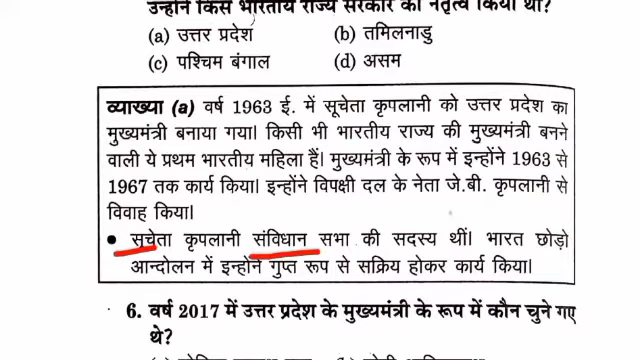 उन्होंने किस भारतीय राज्य सरकार का नेतृत्व किया था?
(a) उत्तर प्रदेश (b) तमिलनाडु
(c) पश्चिम बंगाल (d) असम
व्याख्या (a) वर्ष 1963 ई. में सूचेता कृपलानी को उत्तर प्रदेश का
मुख्यमंत्री बनाया गया। किसी भी भारतीय राज्य की मुख्यमंत्री बनने
वाली ये प्रथम भारतीय महिला हैं। मुख्यमंत्री के रूप में इन्होंने 1963 से
1967 तक कार्य किया। इन्होंने विपक्षी दल के नेता जे.बी. कृपलानी से
विवाह किया।
● सूचेता कृपलानी संविधान सभा की सदस्य थीं। भारत छोड़ो
आन्दोलन में इन्होंने गुप्त रूप से सक्रिय होकर कार्य किया।
6. वर्ष 2017 में उत्तर प्रदेश के मुख्यमंत्री के रूप में कौन चुने गए
थे?